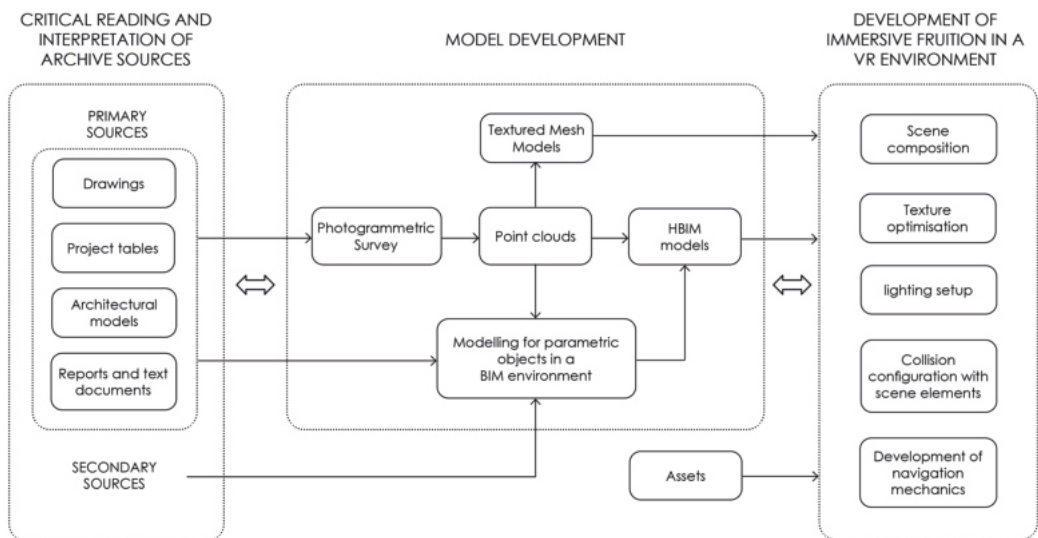 CRITICAL READING AND
INTERPRETATION OF
ARCHIVE SOURCES
PRIMARY
SOURCES
Drawings
Project tables
Architectural
models
Reports and text
documents
SECONDARY
SOURCES
MODEL DEVELOPMENT
Textured Mesh
Models
Photogrammetric
Survey
Point clouds
HBIM
models
Modelling for parametric
objects in a
BIM environment
Assets
DEVELOPMENT OF
IMMERSIVE FRUITION IN A
VR ENVIRONMENT
Scene
composition
Texture
optimisation
lighting setup
Collision
configuration with
scene elements
Development of
navigation
mechanics